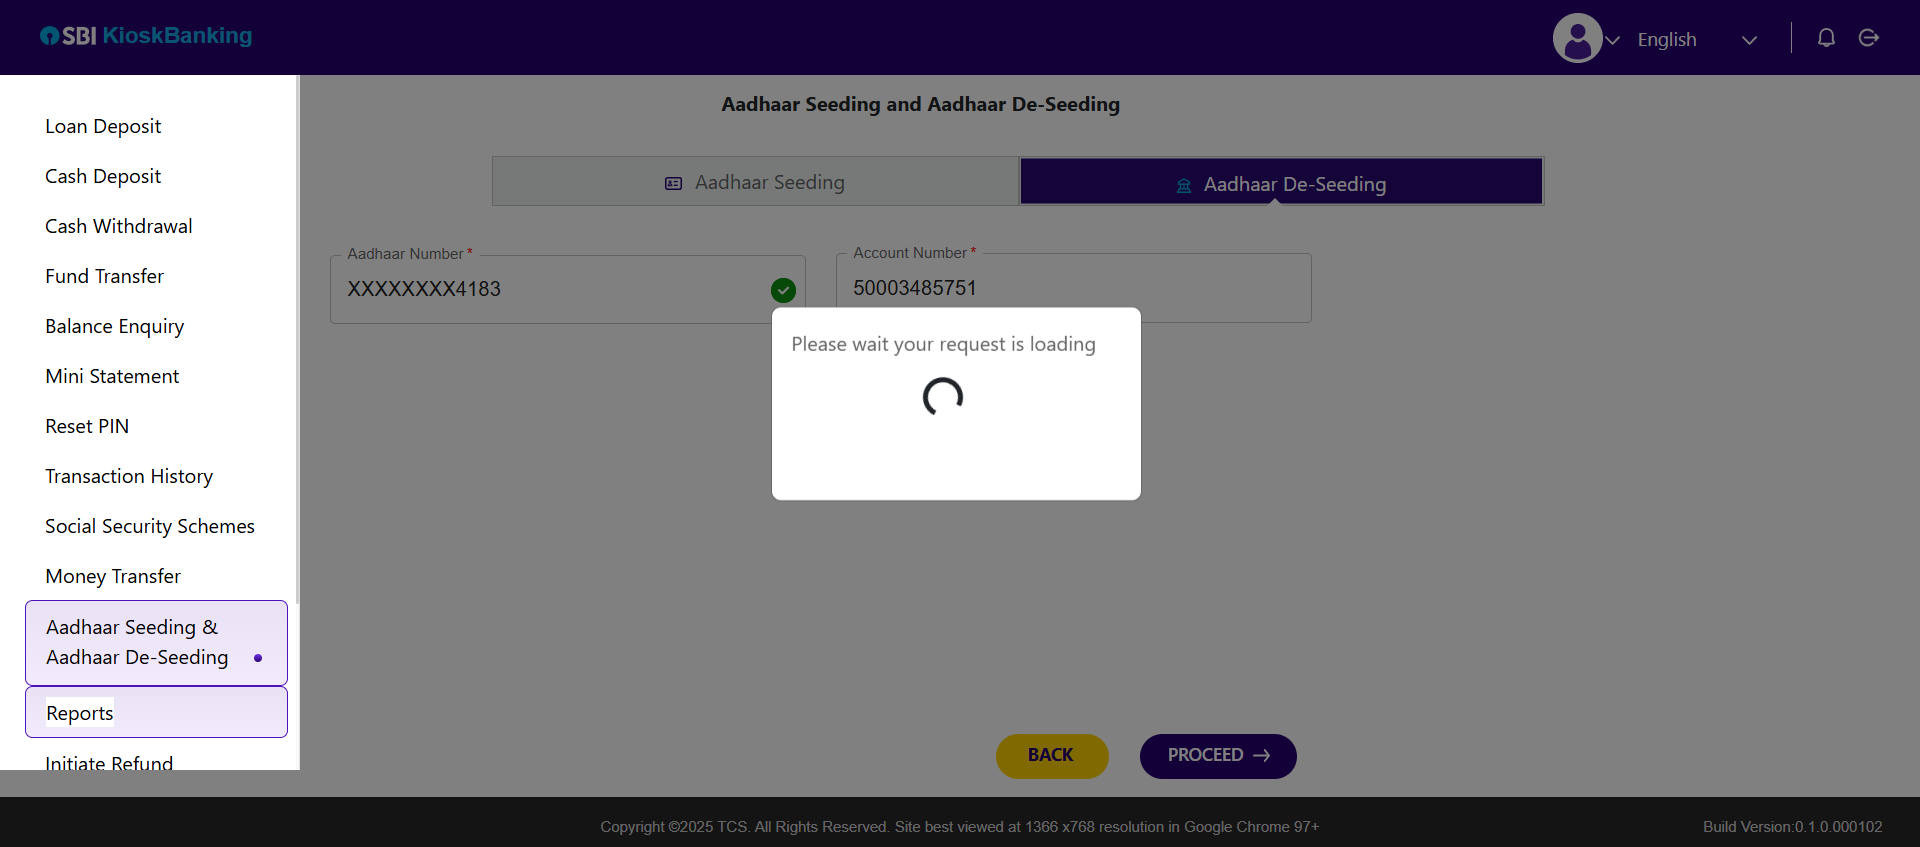 SBI KioskBanking
English
Loan Deposit
Cash Deposit
Cash Withdrawal
Fund Transfer
Balance Enquiry
Mini Statement
Reset PIN
Transaction History
Social Security Schemes
Money Transfer
Aadhaar Seeding &
Aadhaar De-Seeding
Reports
Initiate Refund
Aadhaar Seeding and Aadhaar De-Seeding
Aadhaar Seeding
Aadhaar De-Seeding
Aadhaar Number *
XXXXXXXX4183
Account Number *
50003485751
Please wait your request is loading
BACK
PROCEED →
Copyright ©2025 TCS. All Rights Reserved. Site best viewed at 1366 x768 resolution in Google Chrome 97+
Build Version:0.1.0.000102